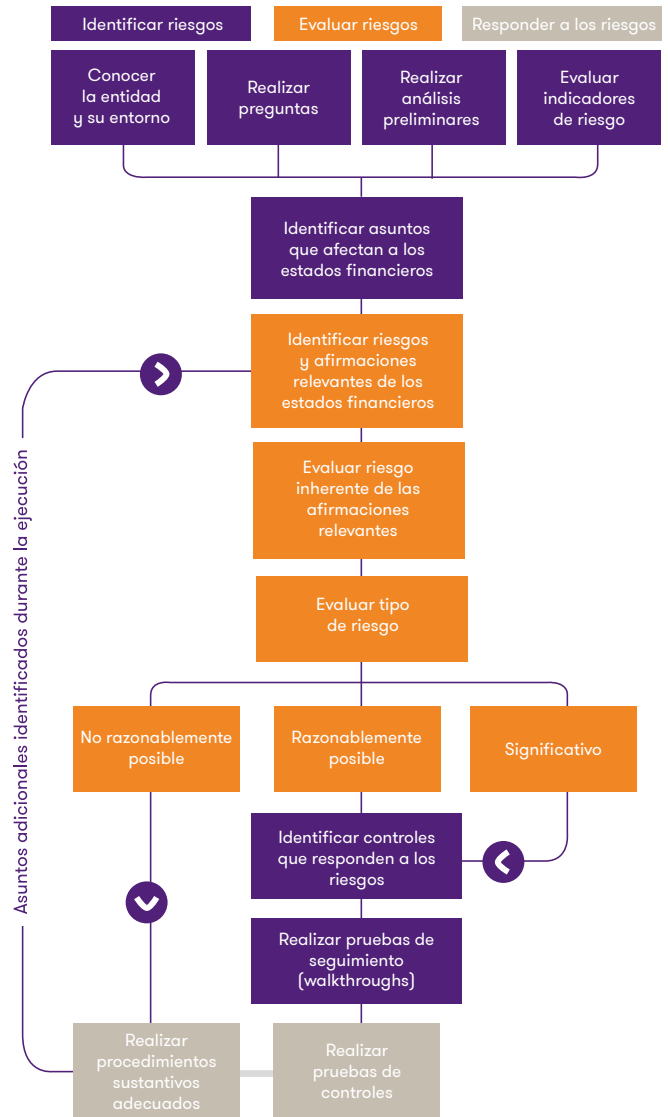 Identificar riesgos
Evaluar riesgos
Responder a los riesgos
Conocer
la entidad
y su entorno
Realizar
preguntas
Realizar
análisis
preliminares
Evaluar
indicadores
de riesgo
Identificar asuntos
que afectan a los
estados financieros
Identificar riesgos
y afirmaciones
relevantes de los
estados financieros
Evaluar riesgo
inherente de las
afirmaciones
relevantes
Evaluar tipo
de riesgo
No razonablemente
posible
Razonablemente
posible
Significativo
Identificar controles
que responden a los
riesgos
Realizar pruebas de
seguimiento
(walkthroughs)
Realizar
procedimientos
sustantivos
adecuados
Realizar
pruebas de
controles
Asuntos adicionales identificados durante la ejecución